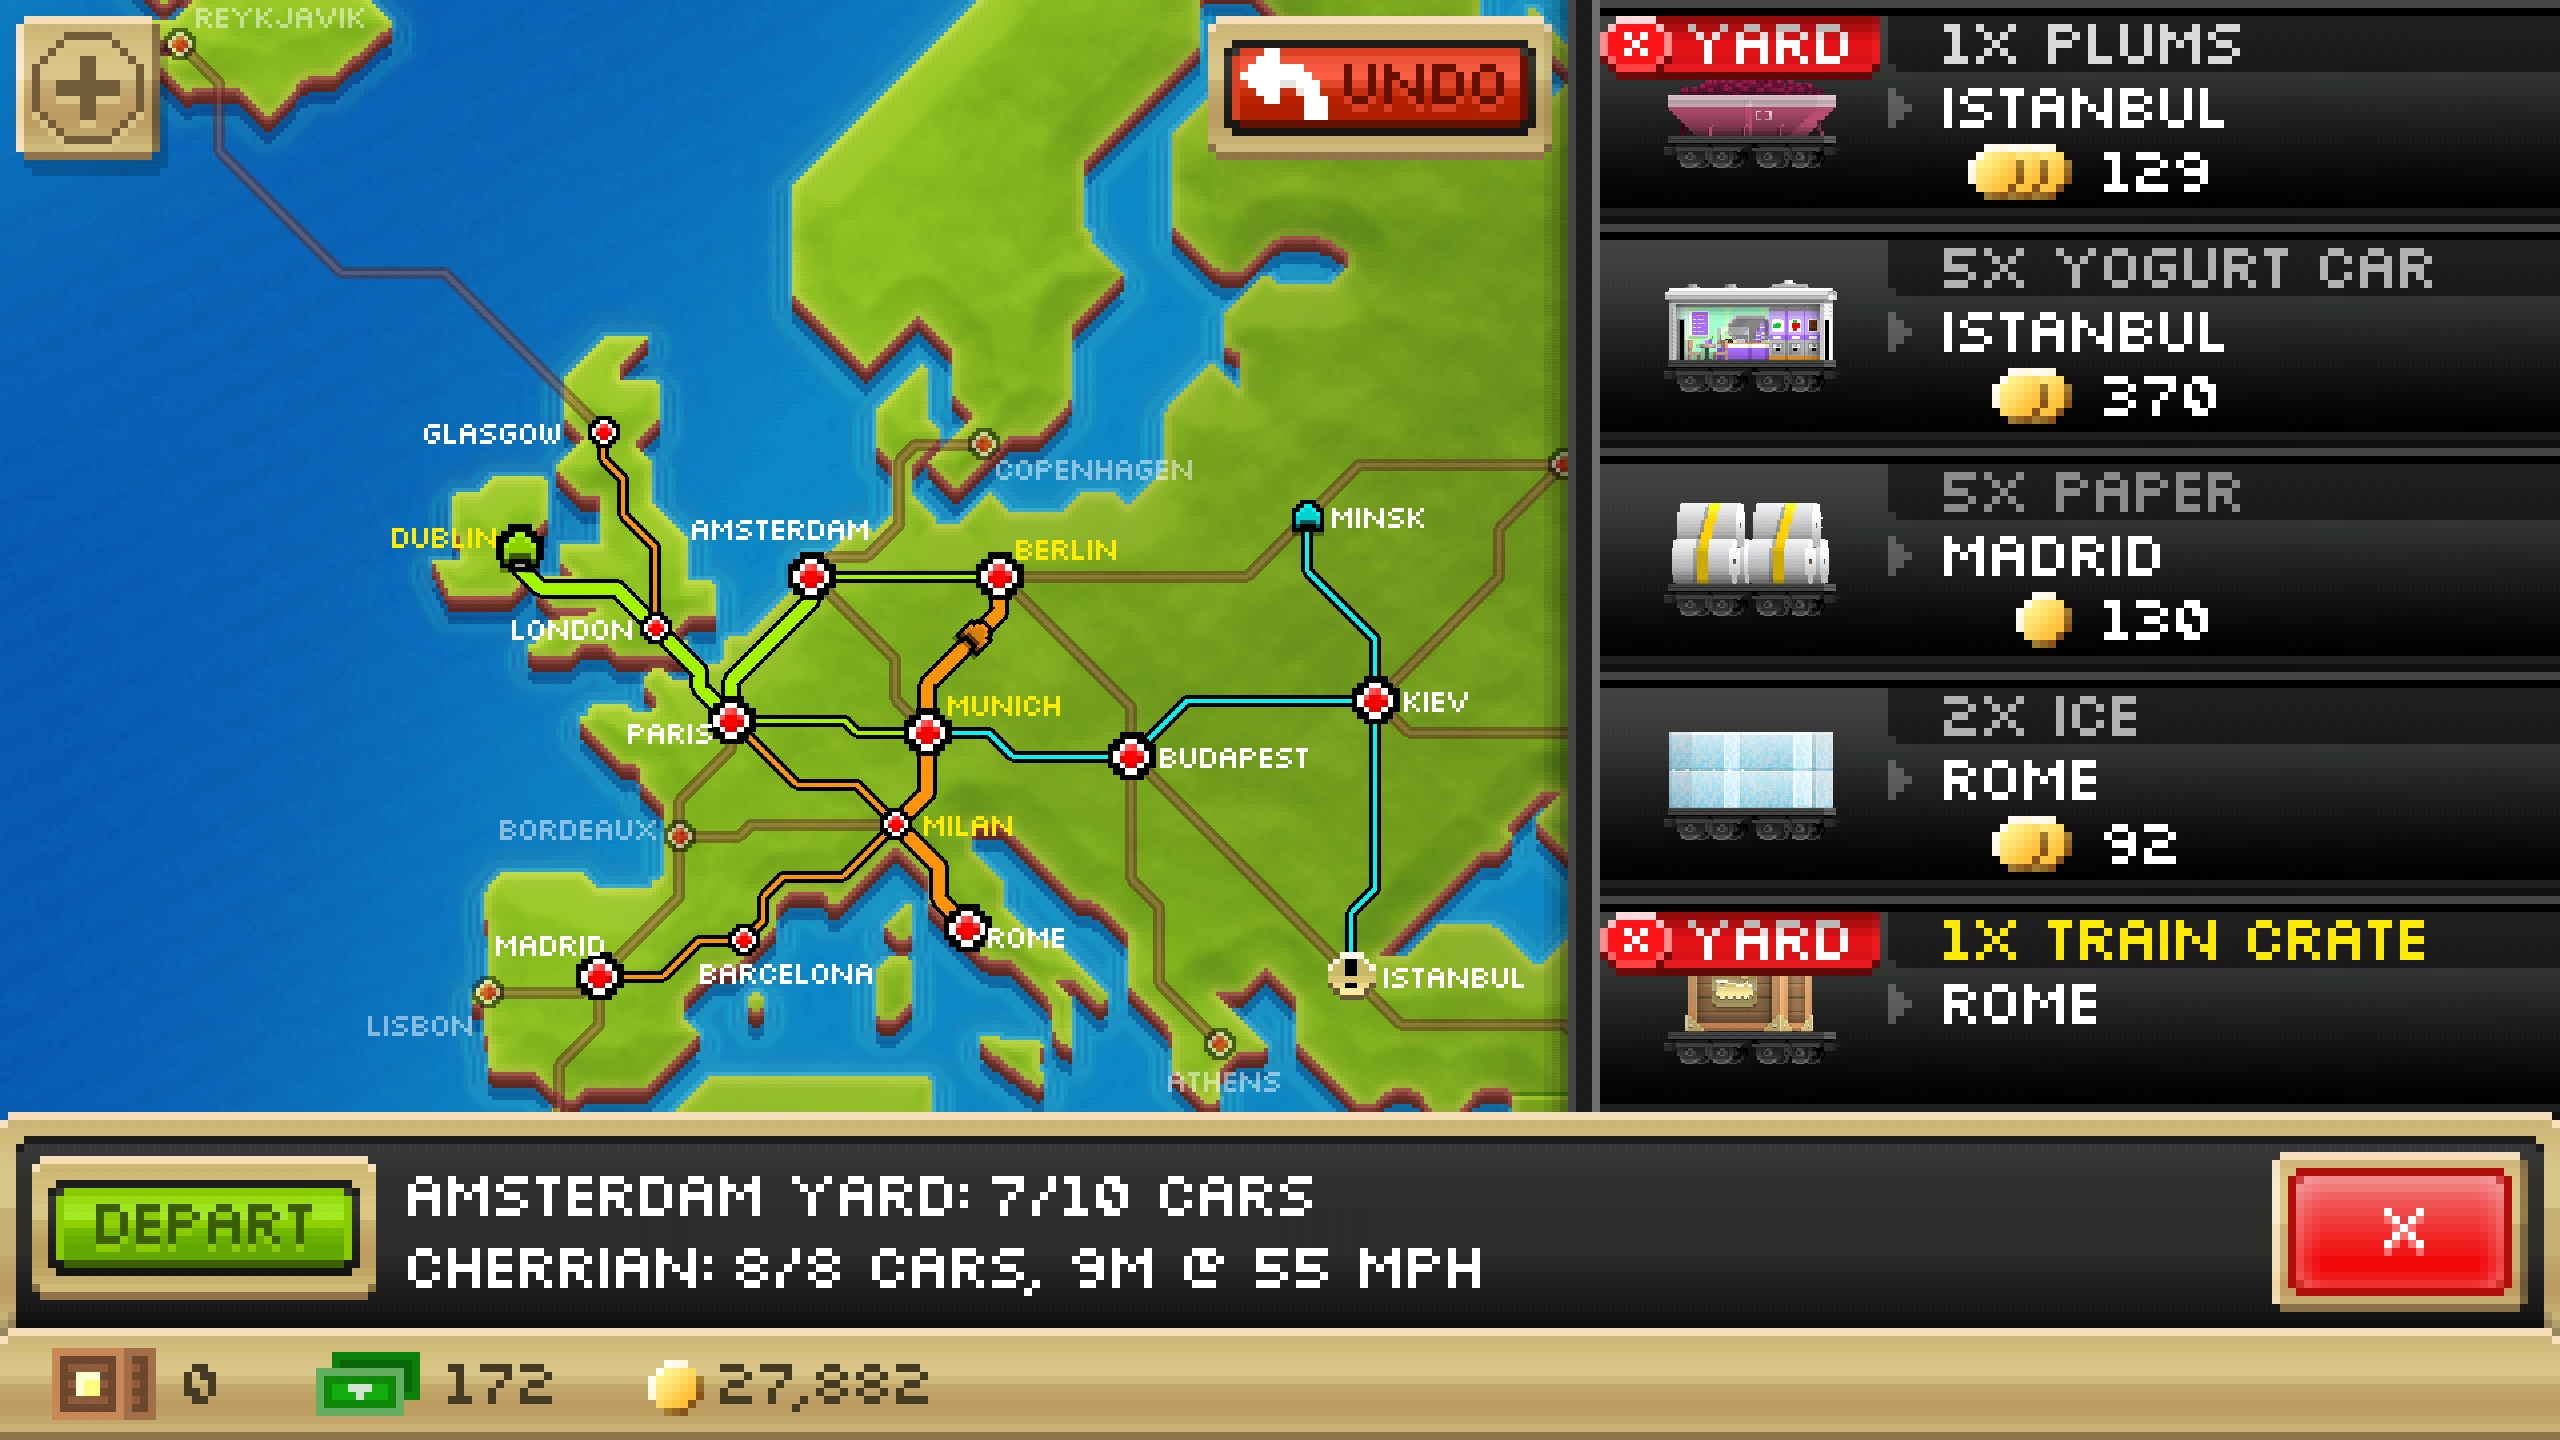 REYKJAVIK
UNDO
GLASGOW
COPENHAGEN
DUBLIN
AMSTERDAM
BERLIN
MINSK
LONDON
PARIS
MUNICH
KIEV
BUDAPEST
BORDEAUX
MILAN
MADRID
ROME
BARCELONA
ISTANBUL
LISBON
ATHENS
YARD
1X PLUMS
ISTANBUL
129
5X YOGURT CAR
ISTANBUL
370
5X PAPER
MADRID
130
2X ICE
ROME
92
YARD
1X TRAIN CRATE
ROME
DEPART
AMSTERDAM YARD: 7/10 CARS
CHERRIAN: 8/8 CARS, 9M @ 55 MPH
X
0
172
27,882